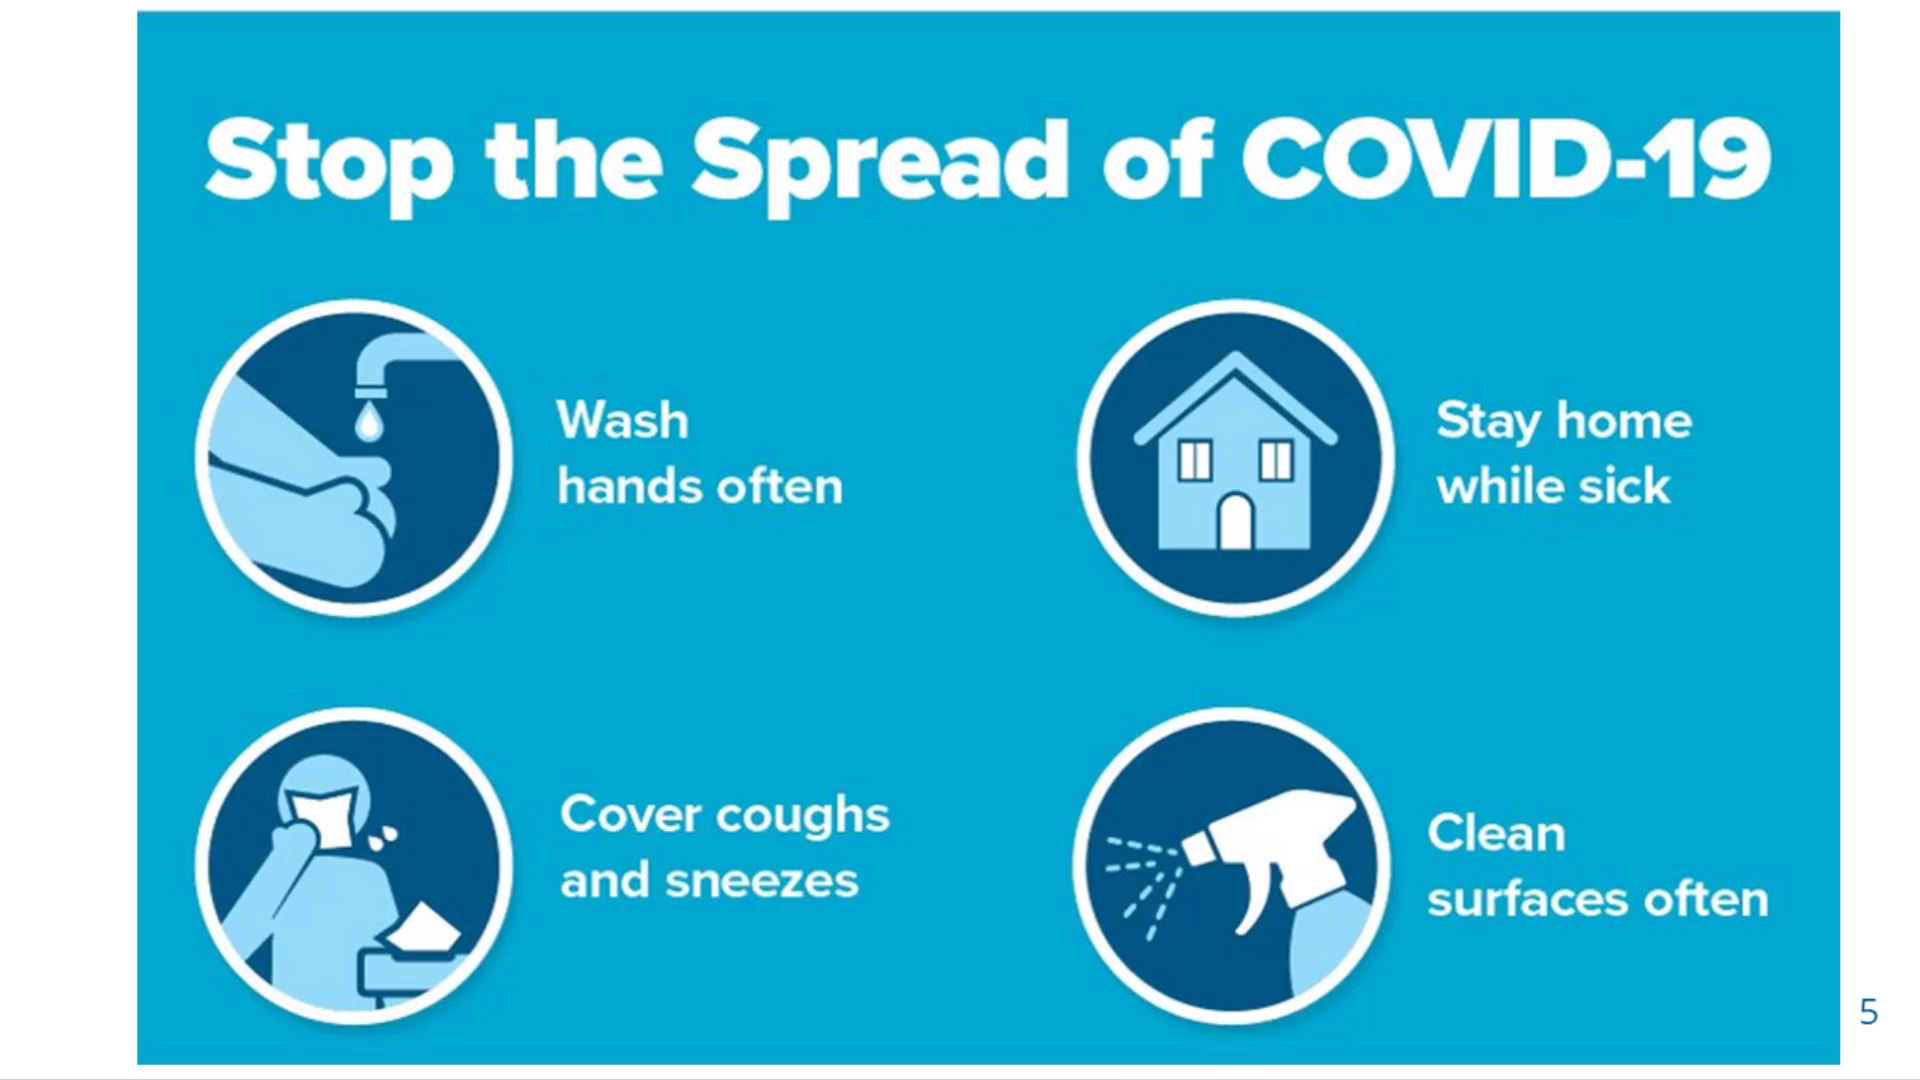 Stop the Spread of COVID-19
Wash
hands often
Stay home
while sick
Cover coughs
and sneezes
Clean
surfaces often
5